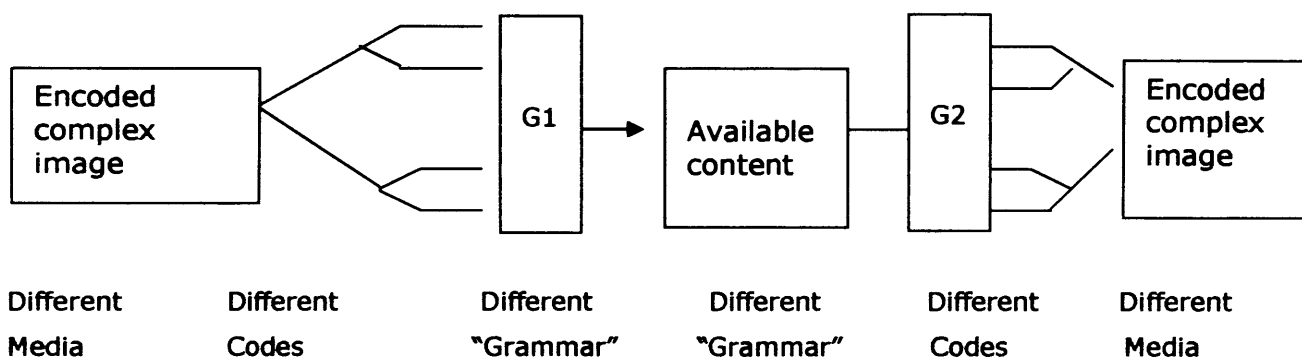 Encoded
complex
image
G1
Available
content
G2
Encoded
complex
image
Different Different Different Different Different Different
Media Codes "Grammar" "Grammar" Codes Media